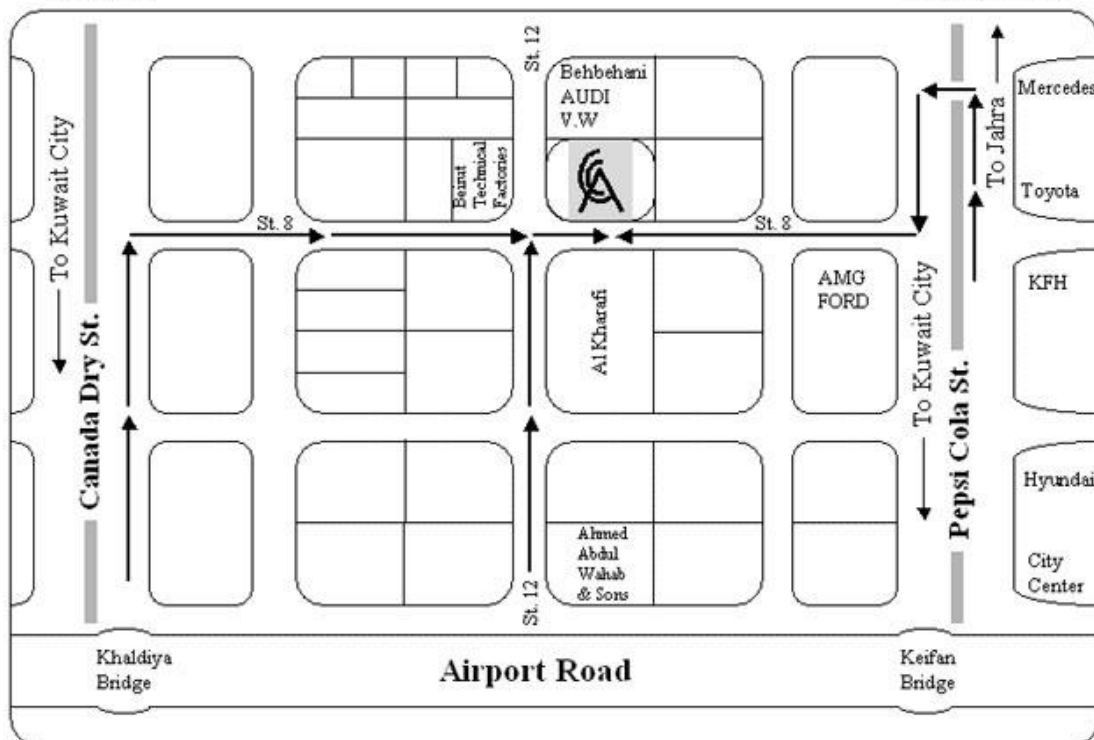 St. 12
Behbehani
AUDI
V.W
Mercedes
To Jahra
Toyota
To Kuwait City
Beirut
Technical
Factories
St. 8
St. 8
AMG
FORD
KFH
Al Kharafi
To Kuwait City
Canada Dry St.
Pepsi Cola St.
Hyundai
Ahmed
Abdul
Wahab
& Sons
City
Center
St. 12
Khaldiya
Bridge
Airport Road
Keifan
Bridge